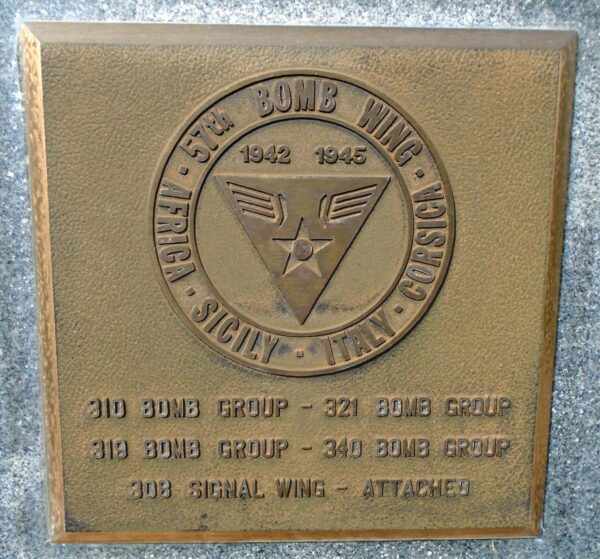 57th BOMB WING - CORSICA - ITALY - SICILY - AFRICA -
1942 1945
310 BOMB GROUP - 321 BOMB GROUP
319 BOMB GROUP - 340 BOMB GROUP
308 SIGNAL WING - ATTACHED